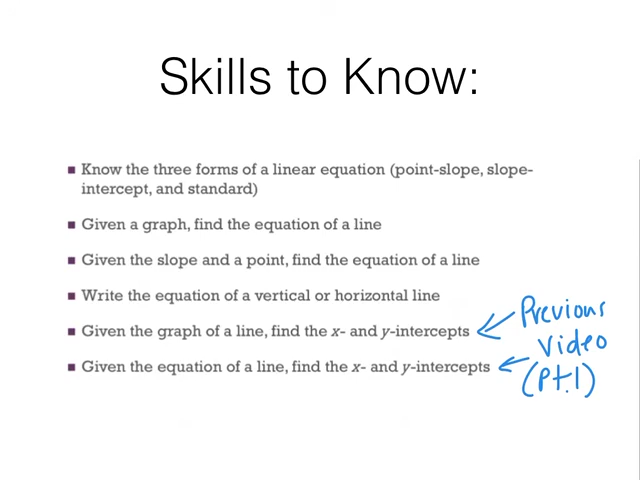 Skills to Know:
Know the three forms of a linear equation (point-slope, slope-
intercept, and standard)
Given a graph, find the equation of a line
Given the slope and a point, find the equation of a line
Write the equation of a vertical or horizontal line
Given the graph of a line, find the x- and y-intercepts
Given the equation of a line, find the x- and y-intercepts
Previous
Video
(Pt.1)